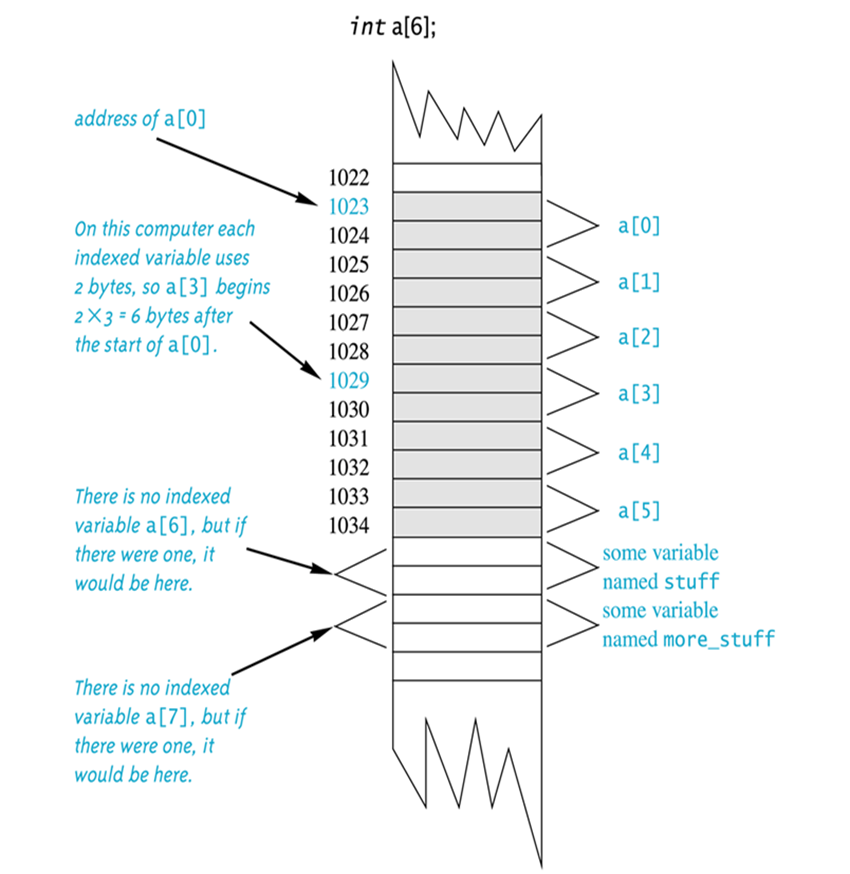 int a[6];
address of a[0]
1022
1023
1024
1025
1026
1027
1028
1029
1030
1031
1032
1033
1034
On this computer each
indexed variable uses
2 bytes, so a[3] begins
2 × 3 = 6 bytes after
the start of a[0].
There is no indexed
variable a[6], but if
there were one, it
would be here.
There is no indexed
variable a[7], but if
there were one, it
would be here.
a[0]
a[1]
a[2]
a[3]
a[4]
a[5]
some variable
named stuff
some variable
named more_stuff